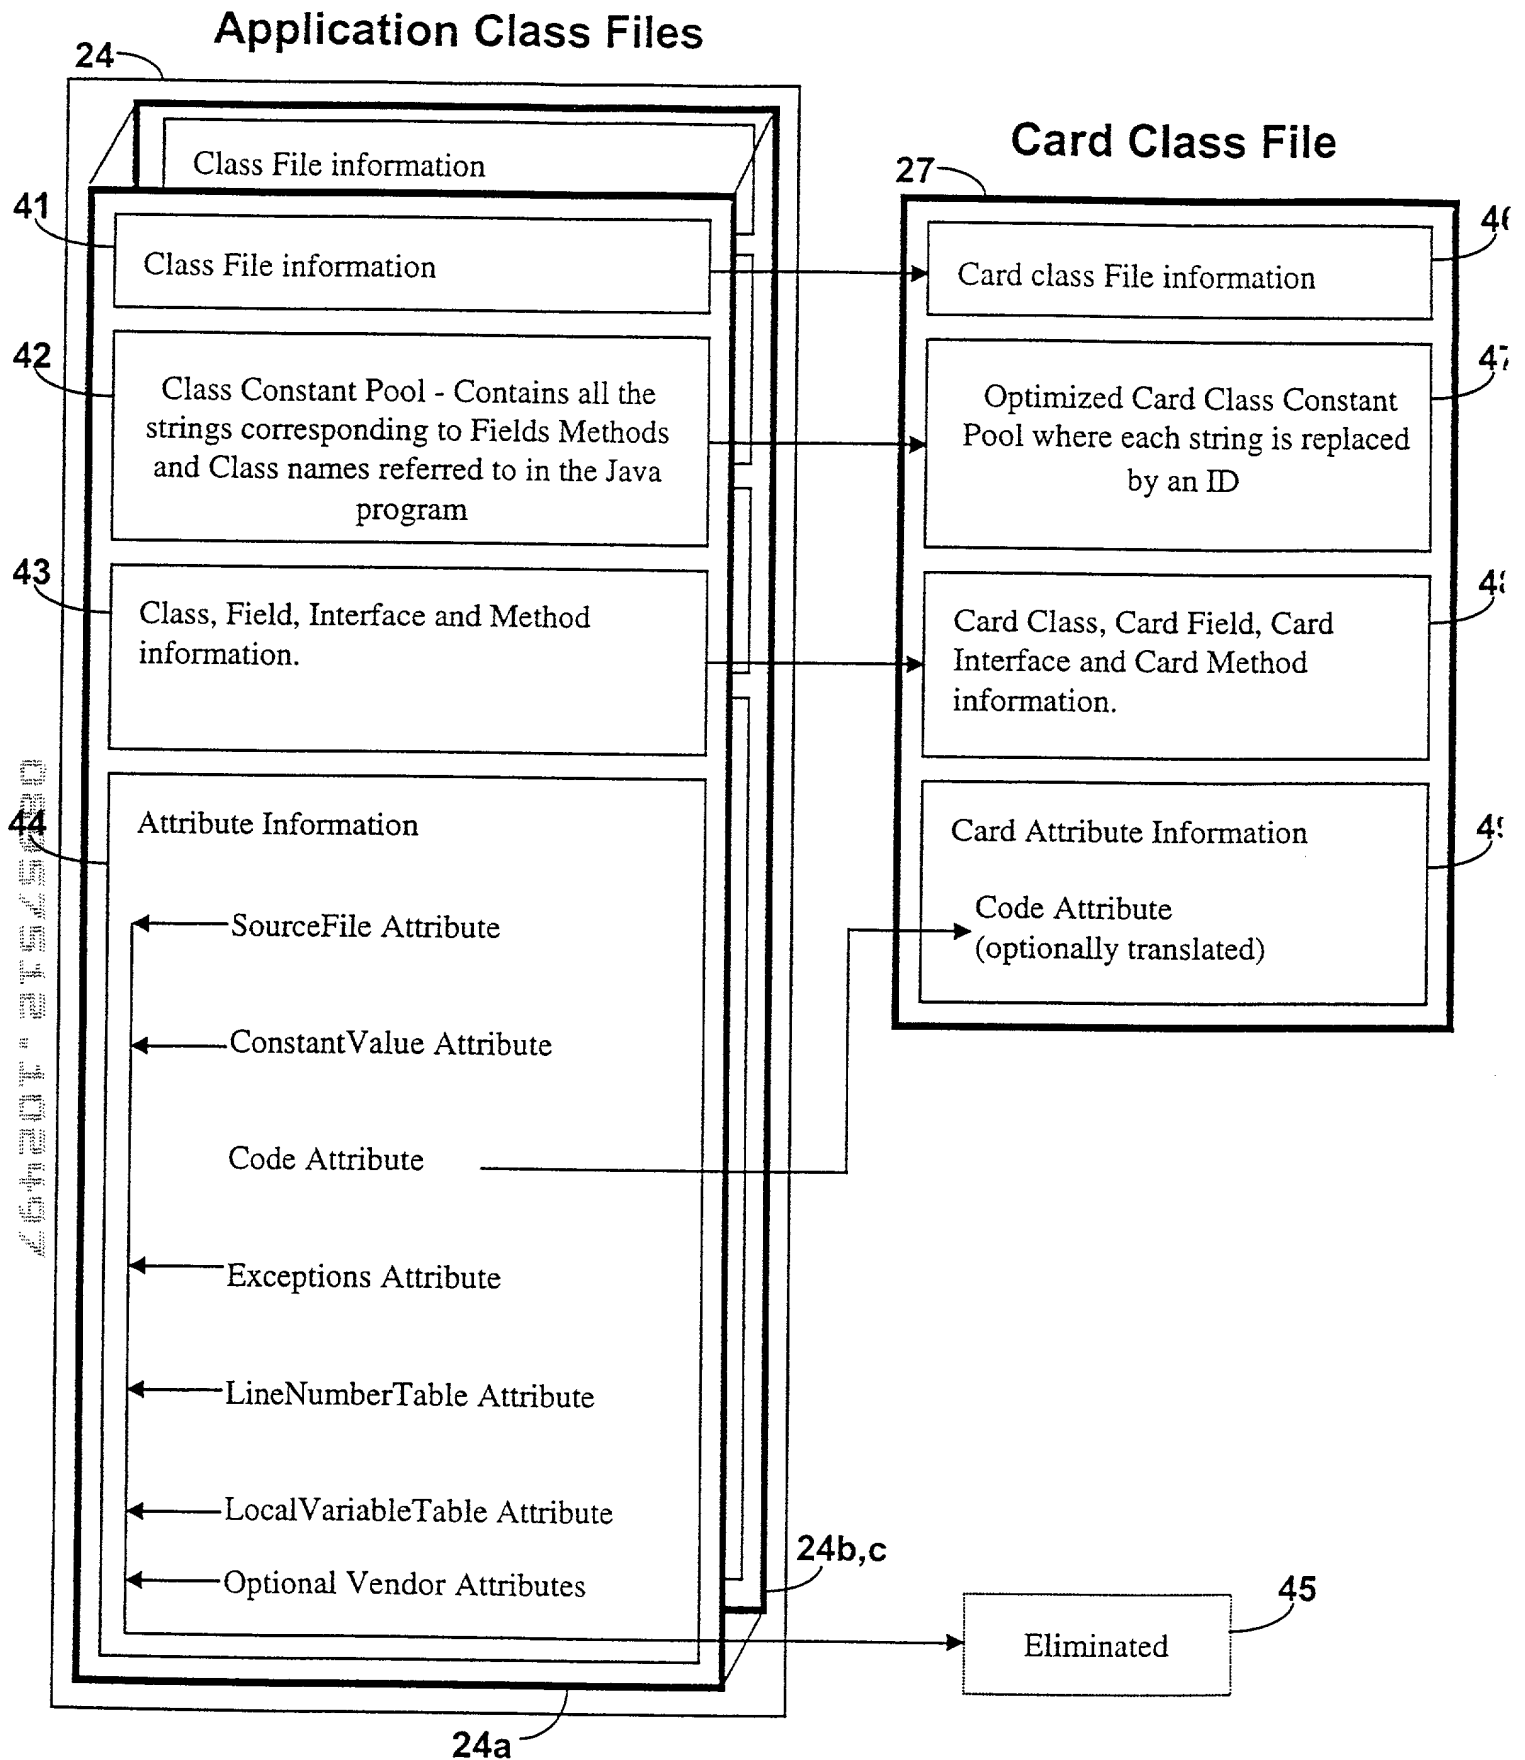 Application Class Files
24
Class File information
Card Class File
27
41
Class File information
Card class File information
42
Class Constant Pool - Contains all the
strings corresponding to Fields Methods
and Class names referred to in the Java
program
47
Optimized Card Class Constant
Pool where each string is replaced
by an ID
43
Class, Field, Interface and Method
information.
Card Class, Card Field, Card
Interface and Card Method
information.
44
Attribute Information
SourceFile Attribute
ConstantValue Attribute
Code Attribute
Exceptions Attribute
LineNumberTable Attribute
LocalVariableTable Attribute
Optional Vendor Attributes
Card Attribute Information
Code Attribute
(optionally translated)
24b,c
45
Eliminated
24a